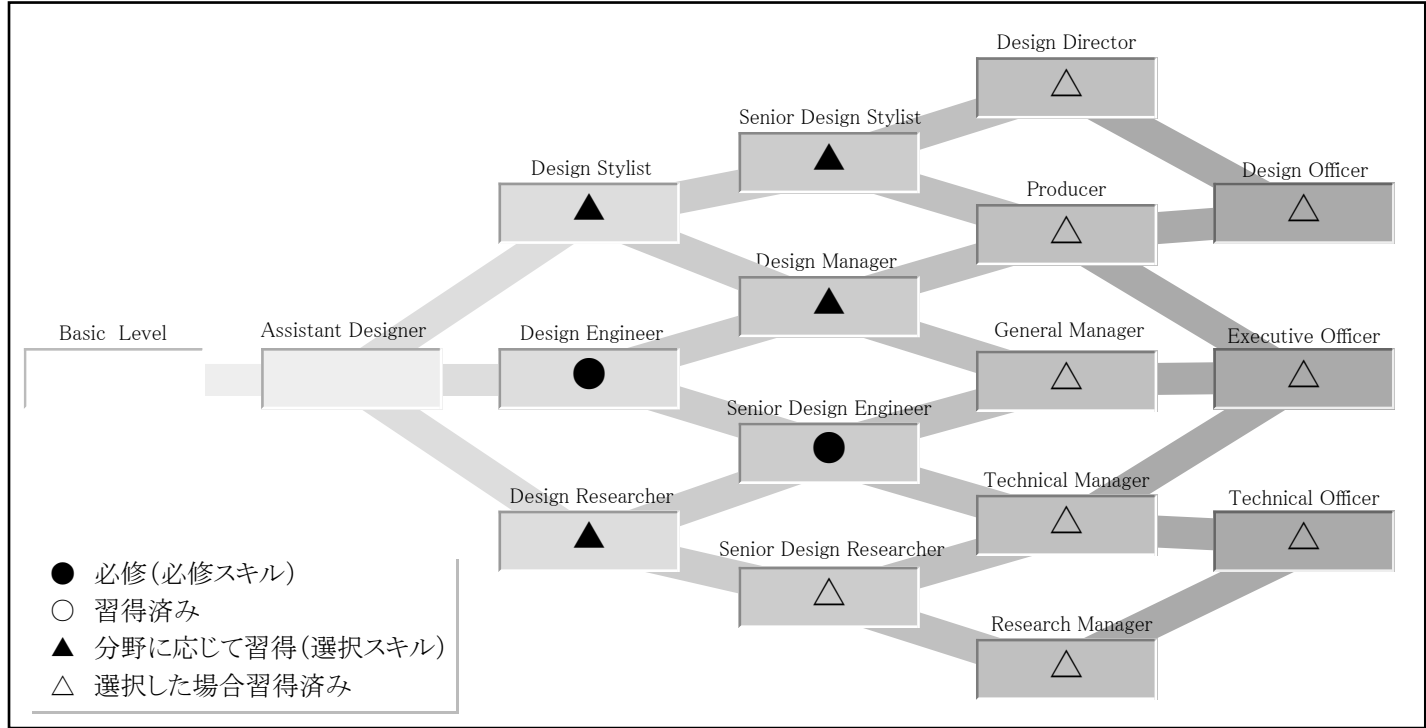 Design Director
Senior Design Stylist
△
Design Stylist
▲
Design Officer
▲
Producer
△
△
Design Manager
▲
Basic Level
Assistant Designer
Design Engineer
General Manager
Executive Officer
●
△
△
Senior Design Engineer
●
Technical Manager
Design Researcher
Technical Officer
△
▲
Senior Design Researcher
△
△
Research Manager
△
● 必修(必修スキル)
○ 習得済み
▲ 分野に応じて習得(選択スキル)
△ 選択した場合習得済み